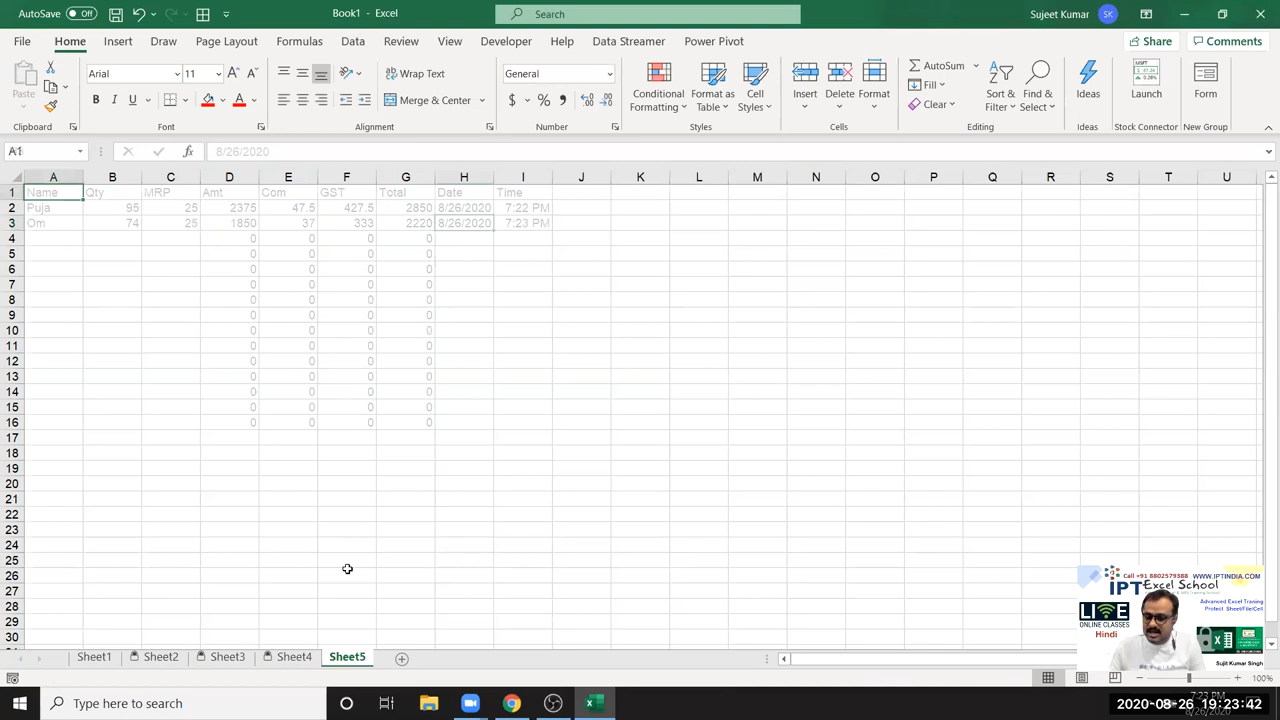 AutoSave Off Book1 - Excel Search Sujeet Kumar SK
File Home Insert Draw Page Layout Formulas Data Review View Developer Help Data Streamer Power Pivot Share Comments
Paste Arial 11 Wrap Text General Conditional Formatting Format as Table Cell Styles Insert Delete Format AutoSum Fill Clear Sort & Filter Find & Select Ideas Launch Form
B I U Merge & Center $ % ,
Clipboard Font Alignment Number Styles Cells Editing Ideas Stock Connector New Group
fx 8/26/2020
A B C D E F G H I J K L M N O P Q R S T U
1 Name Qty MRP Amt Com GST Total Date Time
2 Puja 95 25 2375 47.5 427.5 2850 8/26/2020 7:22 PM
3 Om 74 25 1850 37 333 2220 8/26/2020 7:23 PM
4 0 0 0 0
5 0 0 0 0
6 0 0 0 0
7 0 0 0 0
8 0 0 0 0
9 0 0 0 0
10 0 0 0 0
11 0 0 0 0
12 0 0 0 0
13 0 0 0 0
14 0 0 0 0
15 0 0 0 0
16 0 0 0 0
17
18
19
20
21
22
23
24
25
26
27
28
29
30
Call +91 8802579388 WWW.IPTINDIA.COM
IPT Excel School
Advanced Excel Traning
Protect Sheet/File/Cell
LIVE
ONLINE CLASSES
Hindi
Sujit Kumar Singh
Sheet1 Sheet2 Sheet3 Sheet4 Sheet5
100%
Type here to search
7:23 PM
2020-08-26 19:23:42